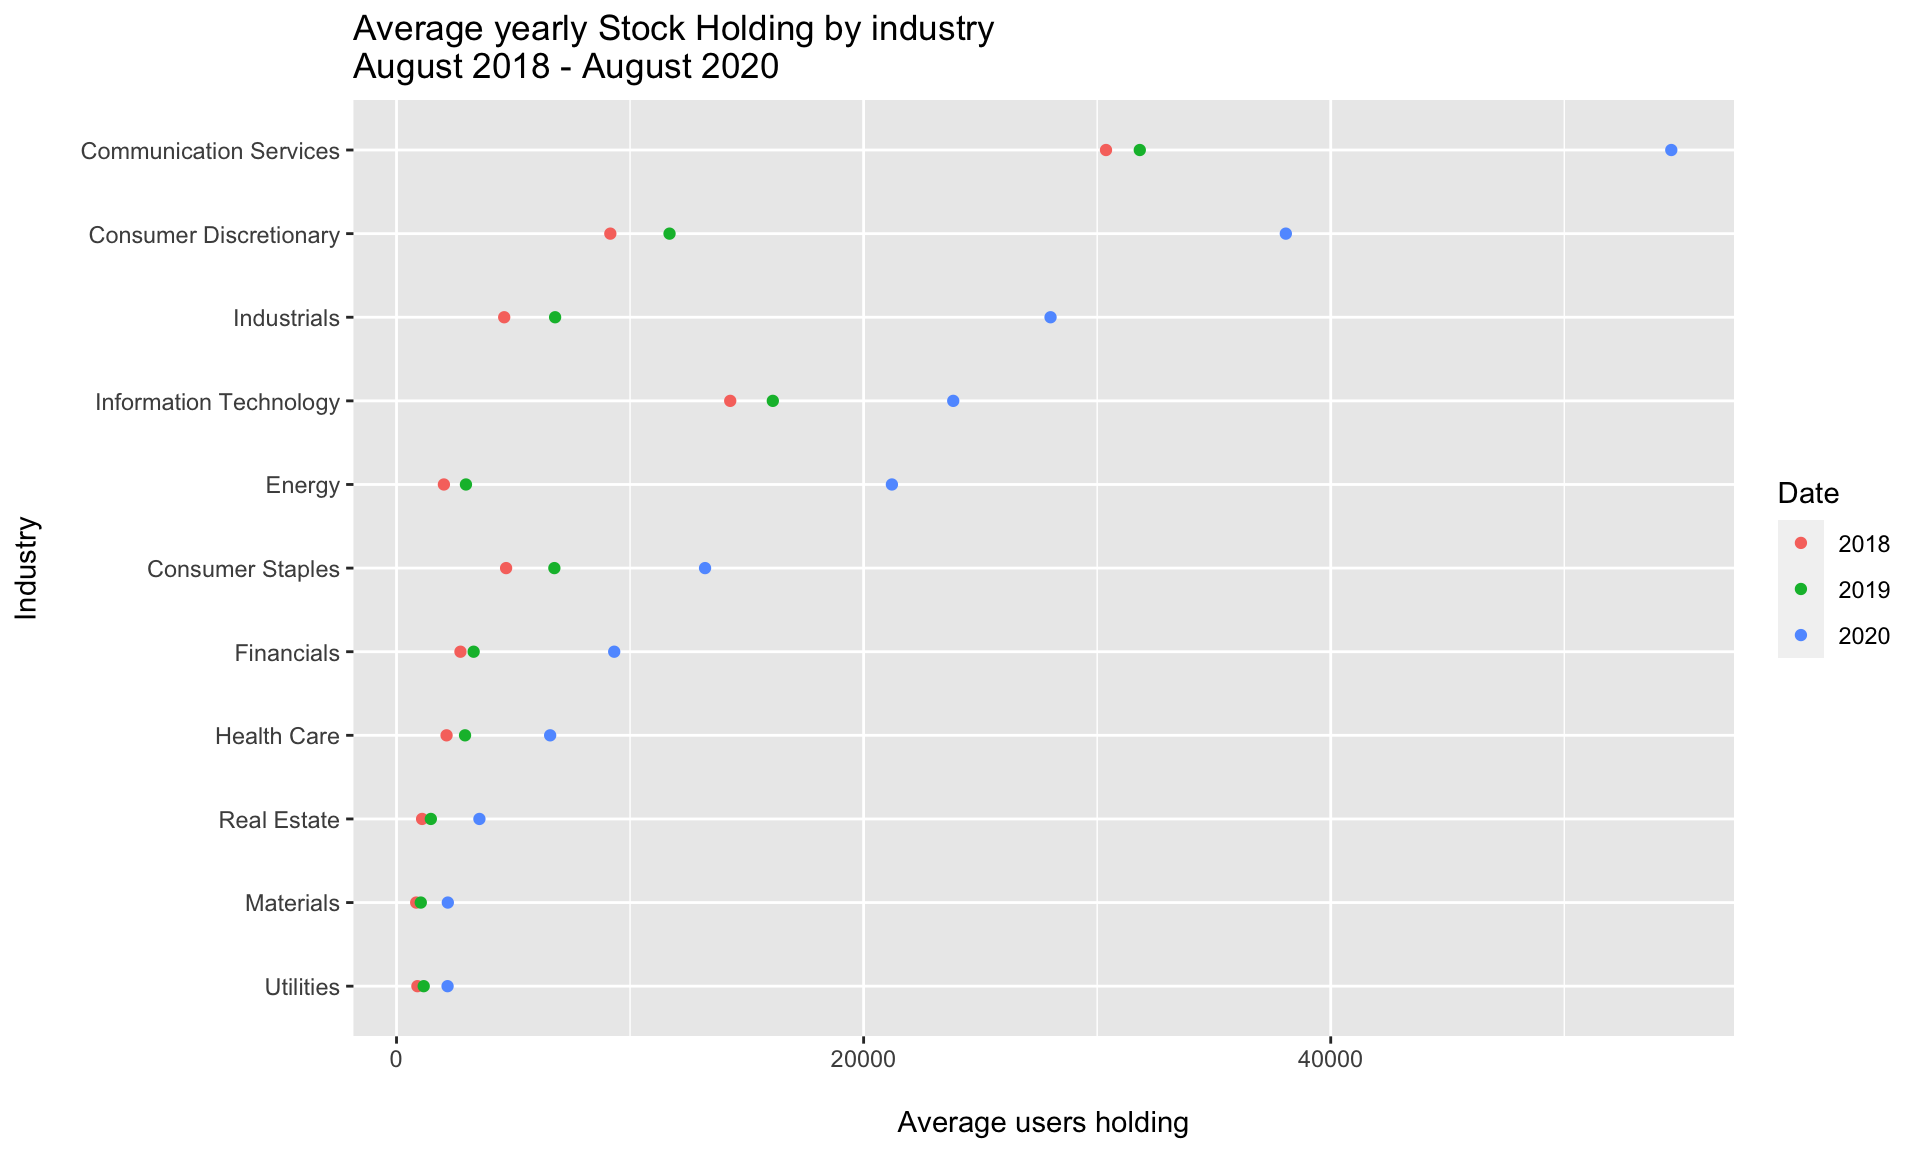 Average yearly Stock Holding by industry
August 2018 - August 2020
Communication Services
Consumer Discretionary
Industrials
Information Technology
Energy
Consumer Staples
Financials
Health Care
Real Estate
Materials
Utilities
Industry
0 20000 40000
Average users holding
Date
2018
2019
2020